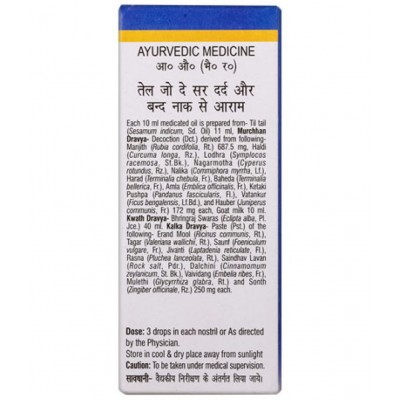 AYURVEDIC MEDICINE
आ० औ० (भै० र०)
तेल जो दे सर दर्द और
बन्द नाक से आराम
Each 10 ml medicated oil is prepared from- Til tail
(Sesamum indicum, Sd. Oil) 11 ml, Murchhan
Dravya- Decoction (Dct.) derived from following-
Manjith (Rubia cordifolia, Rt.) 687.5 mg, Haldi
(Curcuma longa, Rz.), Lodhra (Symplocos
racemosa, St.Bk.), Nagarmotha (Cyperus
rotundus, Rz), Nalika (Commiphora myrrha, Lf.)
Harad (Terminalia chebula, Fr.), Baheda (Terminalia
bellerica, Fr.), Amla (Emblica officinalis, Fr.), Ketaki
Pushpa (Pandanus fascicularis, Fl.), Vatankur
(Ficus bengalensis, Lf.Bd.), and Hauber (Juniperus
communis, Fr.) 172 mg each, Goat milk 10 ml.
Kwath Dravya- Bhringraj Swaras (Eclipta alba, Pl.
Jce.) 40 ml. Kalka Dravya- Paste (Pst.) of the
following- Erand Mool (Ricinus communis, Rt.),
Tagar (Valeriana wallichi, Rt.), Saunf (Foeniculum
vulgare, Fr.), Jivanti (Leptadenia reticulate, Fl.),
Rasna (Pluchea lanceolata, Rt.), Saindhav Lavan
(Rock salt, Pdr.), Dalchini (Cinnamomum
zeylanicum, St.Bk.), Vaividang (Embelia ribes, Fr.),
Mulethi (Glycyrrhiza glabra, Rt.) and Sonth
(Zingiber officinale, Rz.) 250 mg each.
Dose: 3 drops in each nostril or As directed
by the Physician.
Store in cool & dry place away from sunlight
Caution: To be taken under medical supervision.
सावधानी- वैद्यकीय निरीक्षण के अंतर्गत लिया जाये।